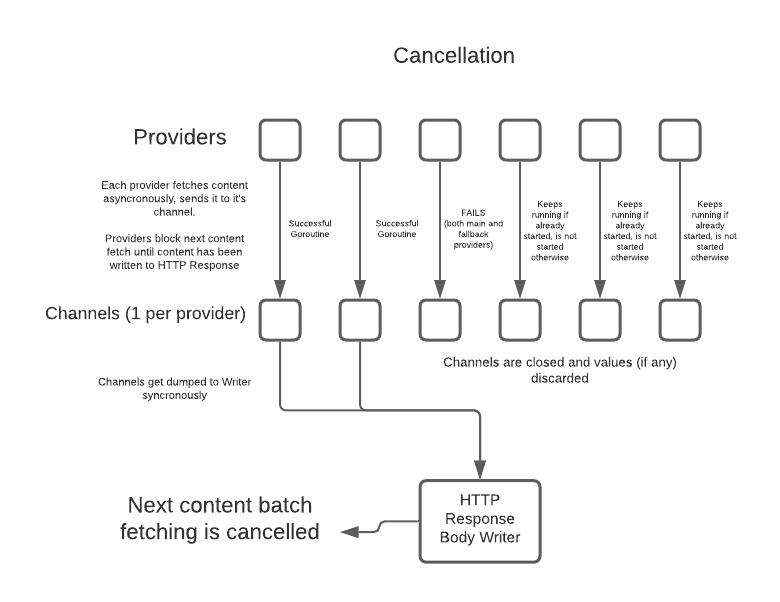 Cancellation
Providers
Each provider fetches content
asyncronously, sends it to it's
channel.
Providers block next content
fetch until content has been
written to HTTP Response
Successful
Goroutine
Successful
Goroutine
FAILS
(both main and
fallback
providers)
Keeps
running if
already
started, is not
started
otherwise
Keeps
running if
already
started, is not
started
otherwise
Keeps
running if
already
started, is not
started
otherwise
Channels (1 per provider)
Channels are closed and values (if any)
discarded
Channels get dumped to Writer
syncronously
HTTP
Response
Body Writer
Next content batch
fetching is cancelled